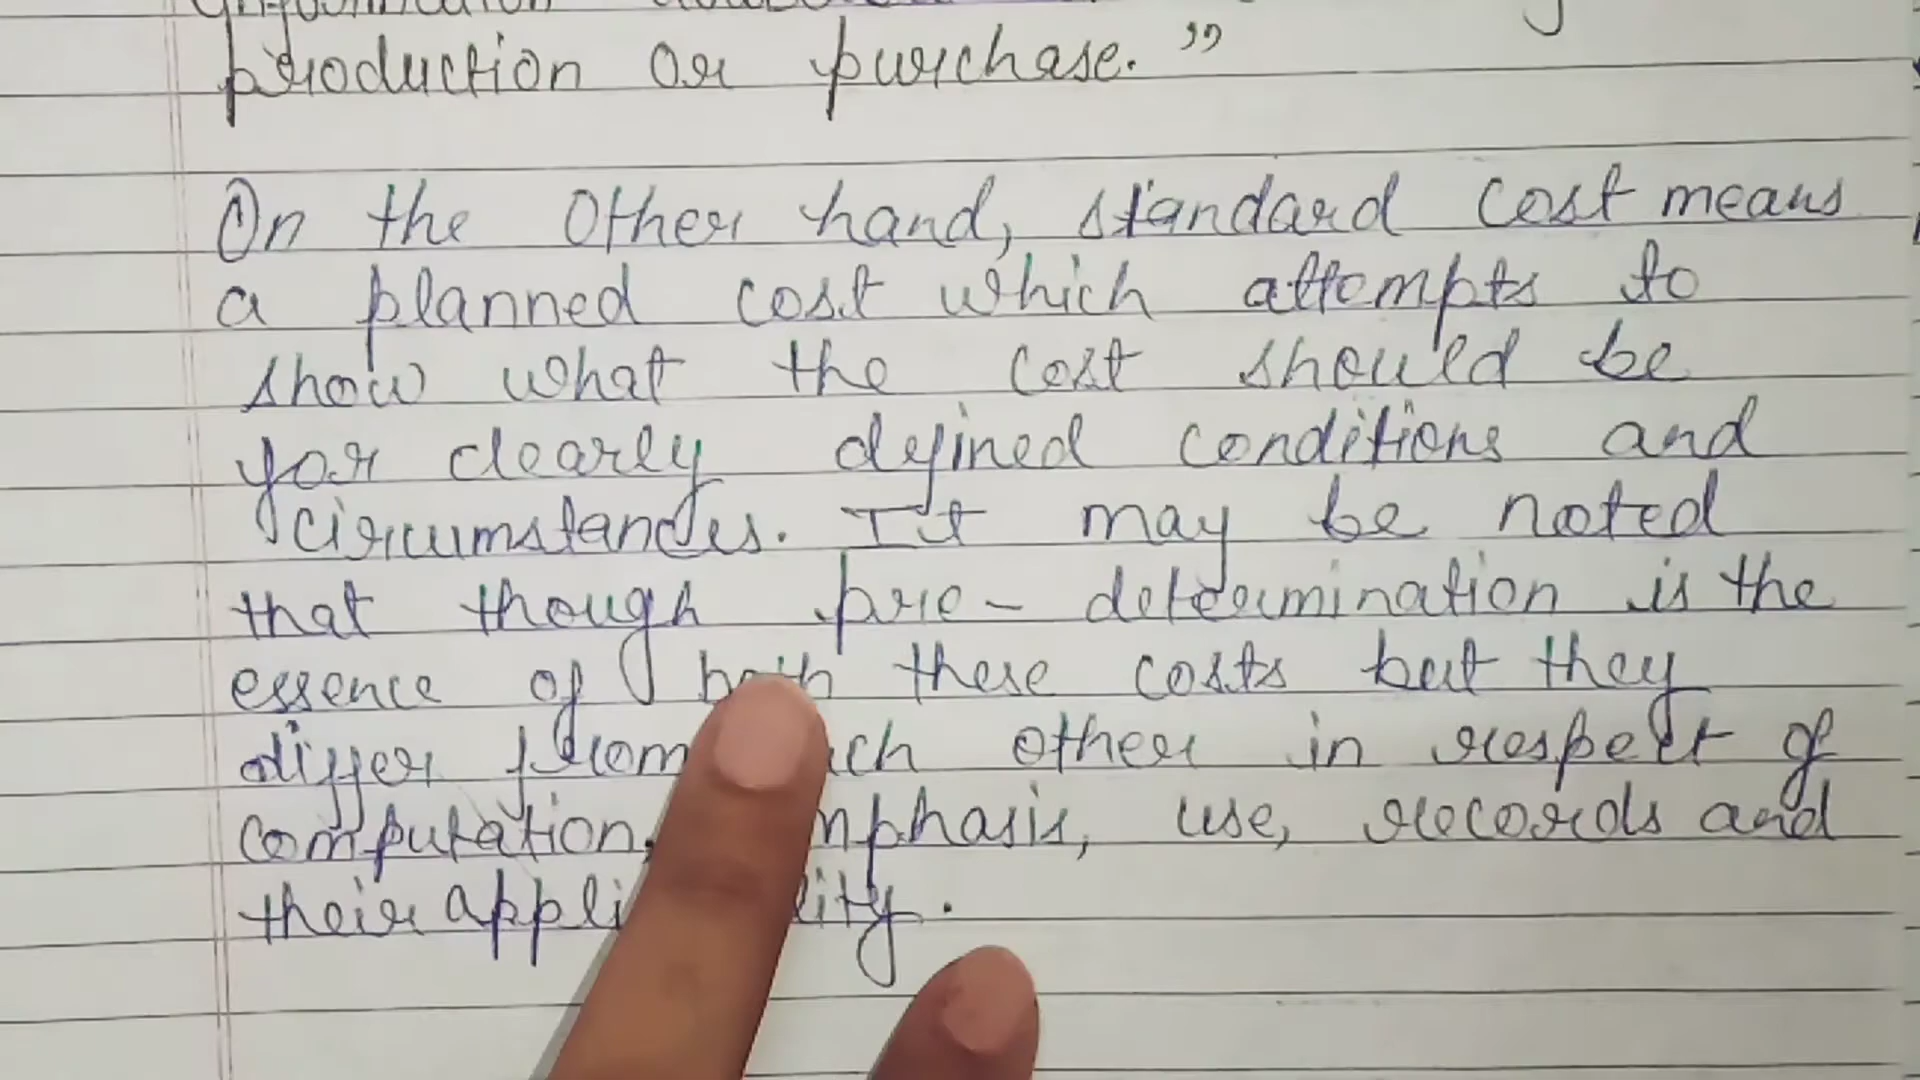 production or purchase.”
On the Other hand, standard cost means
a planned cost which attempts to
show what the cost should be
for clearly defined conditions and
circumstances. It may be noted
that though pre-determination is the
essence of both these costs but they
differ from other in respect of
computation, use, records and
their